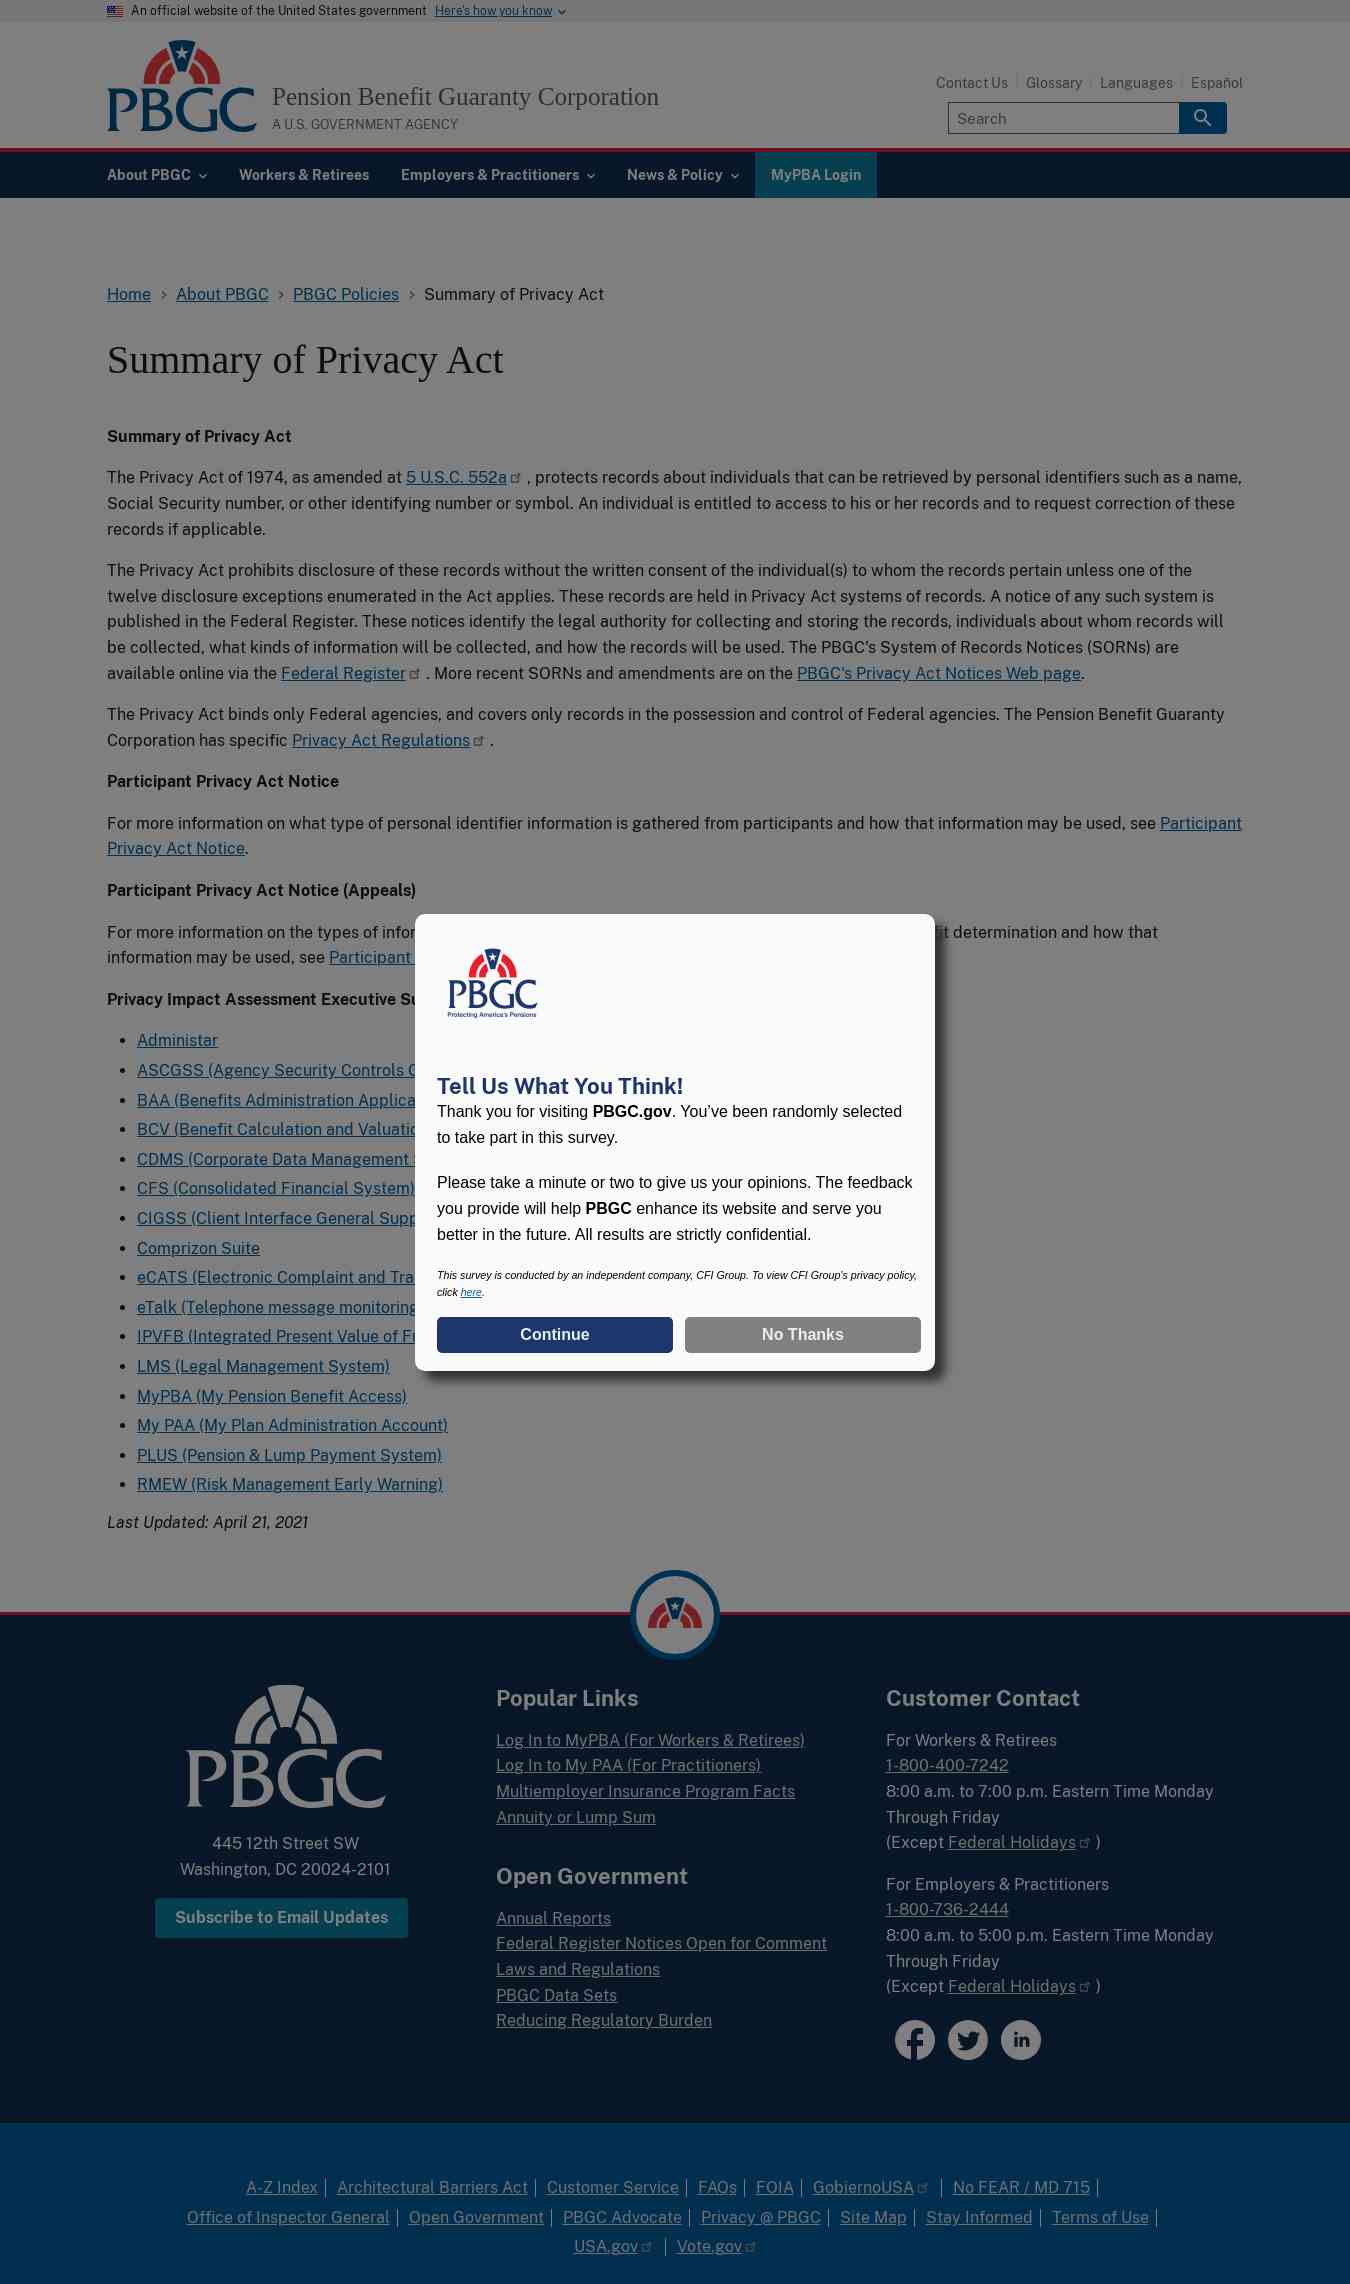 An official website of the United States government Here's how you know
PBGC
Pension Benefit Guaranty Corporation
A U.S. GOVERNMENT AGENCY
Contact Us Glossary Languages Español
Search
About PBGC Workers & Retirees Employers & Practitioners News & Policy MyPBA Login
Home About PBGC PBGC Policies Summary of Privacy Act
Summary of Privacy Act
Summary of Privacy Act
The Privacy Act of 1974, as amended at 5 U.S.C. 552a , protects records about individuals that can be retrieved by personal identifiers such as a name,
Social Security number, or other identifying number or symbol. An individual is entitled to access to his or her records and to request correction of these
records if applicable.
The Privacy Act prohibits disclosure of these records without the written consent of the individual(s) to whom the records pertain unless one of the
twelve disclosure exceptions enumerated in the Act applies. These records are held in Privacy Act systems of records. A notice of any such system is
published in the Federal Register. These notices identify the legal authority for collecting and storing the records, individuals about whom records will
be collected, what kinds of information will be collected, and how the records will be used. The PBGC's System of Records Notices (SORNs) are
available online via the Federal Register . More recent SORNs and amendments are on the PBGC's Privacy Act Notices Web page.
The Privacy Act binds only Federal agencies, and covers only records in the possession and control of Federal agencies. The Pension Benefit Guaranty
Corporation has specific Privacy Act Regulations .
Participant Privacy Act Notice
For more information on what type of personal identifier information is gathered from participants and how that information may be used, see Participant
Privacy Act Notice.
Participant Privacy Act Notice (Appeals)
For more information on the types of infor it determination and how that
information may be used, see Participant
Privacy Impact Assessment Executive Su
Administar
ASCGSS (Agency Security Controls
BAA (Benefits Administration Applica
BCV (Benefit Calculation and Valuatio
CDMS (Corporate Data Management
CFS (Consolidated Financial System)
CIGSS (Client Interface General Supp
Comprizon Suite
eCATS (Electronic Complaint and Tra
eTalk (Telephone message monitoring
IPVFB (Integrated Present Value of Fu
LMS (Legal Management System)
MyPBA (My Pension Benefit Access)
My PAA (My Plan Administration Account)
PLUS (Pension & Lump Payment System)
RMEW (Risk Management Early Warning)
Last Updated: April 21, 2021
PBGC
Protecting America's Pensions
Tell Us What You Think!
Thank you for visiting PBGC.gov. You’ve been randomly selected
to take part in this survey.
Please take a minute or two to give us your opinions. The feedback
you provide will help PBGC enhance its website and serve you
better in the future. All results are strictly confidential.
This survey is conducted by an independent company, CFI Group. To view CFI Group's privacy policy,
click here.
Continue No Thanks
PBGC
445 12th Street SW
Washington, DC 20024-2101
Subscribe to Email Updates
Popular Links
Log In to MyPBA (For Workers & Retirees)
Log In to My PAA (For Practitioners)
Multiemployer Insurance Program Facts
Annuity or Lump Sum
Open Government
Annual Reports
Federal Register Notices Open for Comment
Laws and Regulations
PBGC Data Sets
Reducing Regulatory Burden
Customer Contact
For Workers & Retirees
1-800-400-7242
8:00 a.m. to 7:00 p.m. Eastern Time Monday
Through Friday
(Except Federal Holidays )
For Employers & Practitioners
1-800-736-2444
8:00 a.m. to 5:00 p.m. Eastern Time Monday
Through Friday
(Except Federal Holidays )
in
A-Z Index Architectural Barriers Act Customer Service FAQs FOIA GobiernoUSA No FEAR / MD 715
Office of Inspector General Open Government PBGC Advocate Privacy @ PBGC Site Map Stay Informed Terms of Use
USA.gov Vote.gov